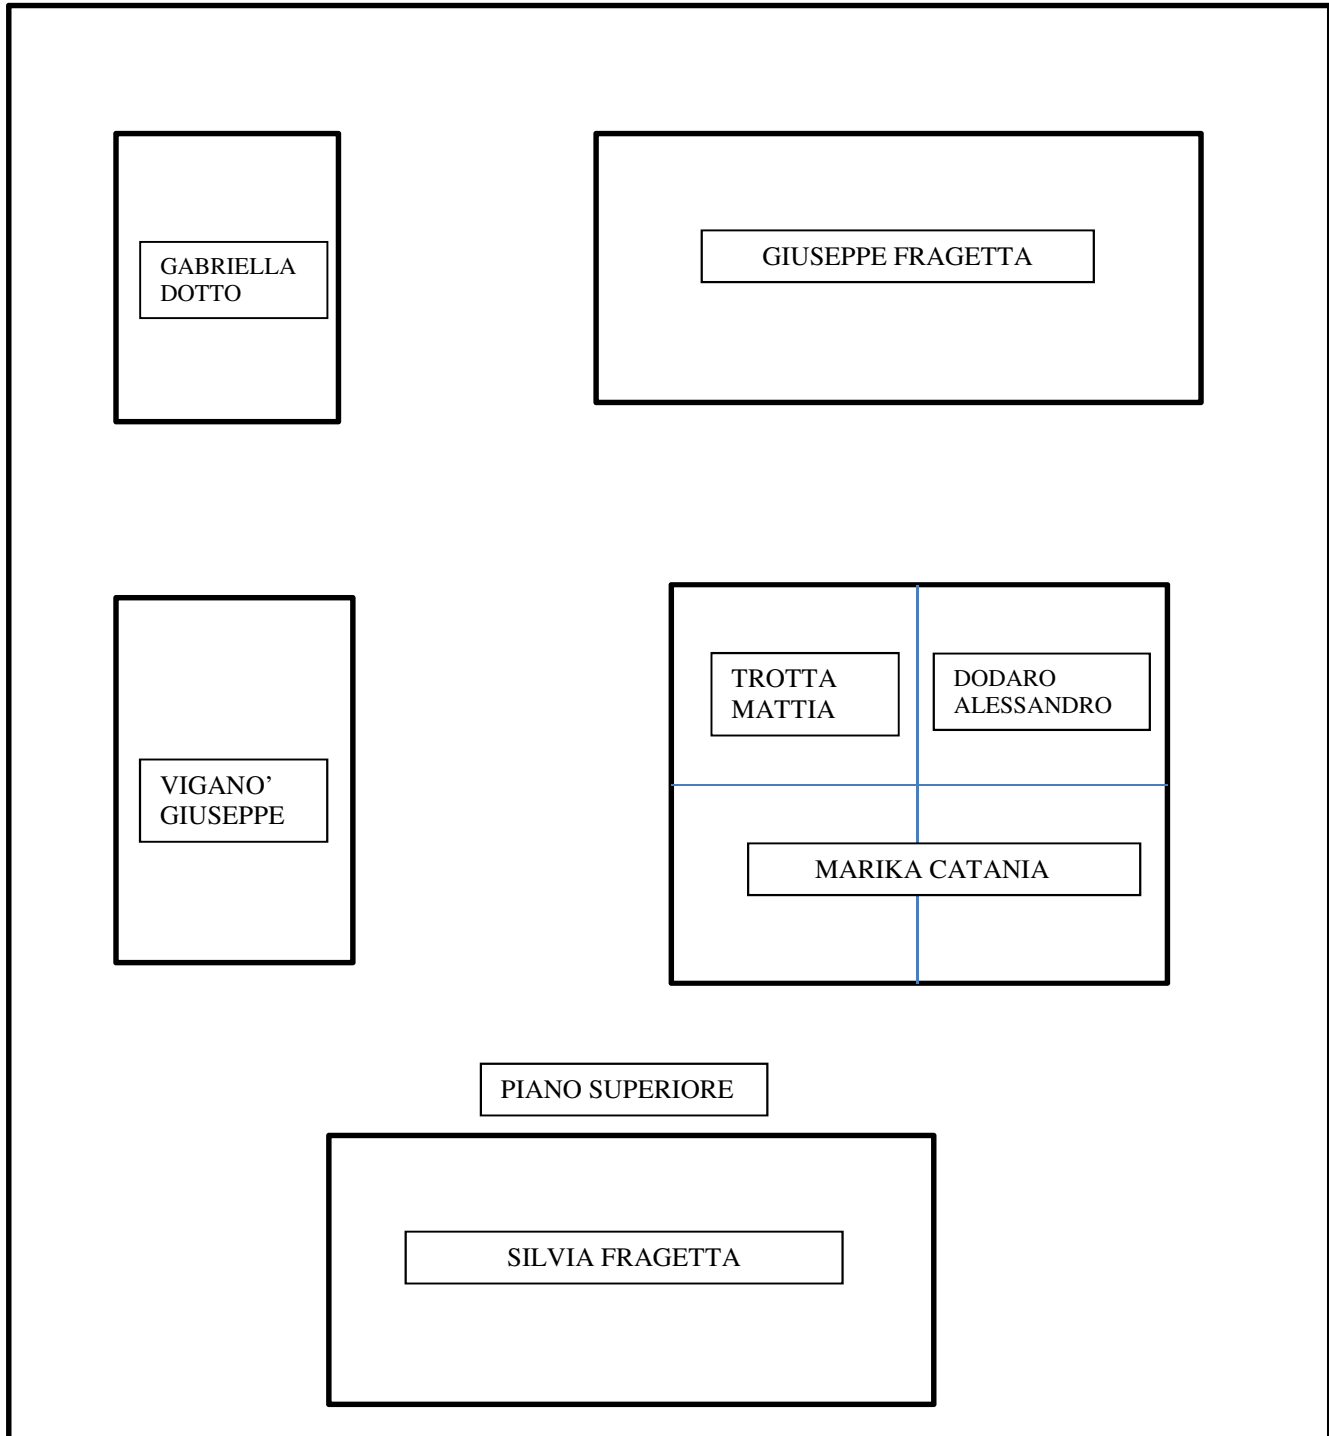 GABRIELLA
DOTTO
GIUSEPPE FRAGETTA
TROTTA
MATTIA
DODARO
ALESSANDRO
VIGANO’
GIUSEPPE
MARIKA CATANIA
PIANO SUPERIORE
SILVIA FRAGETTA